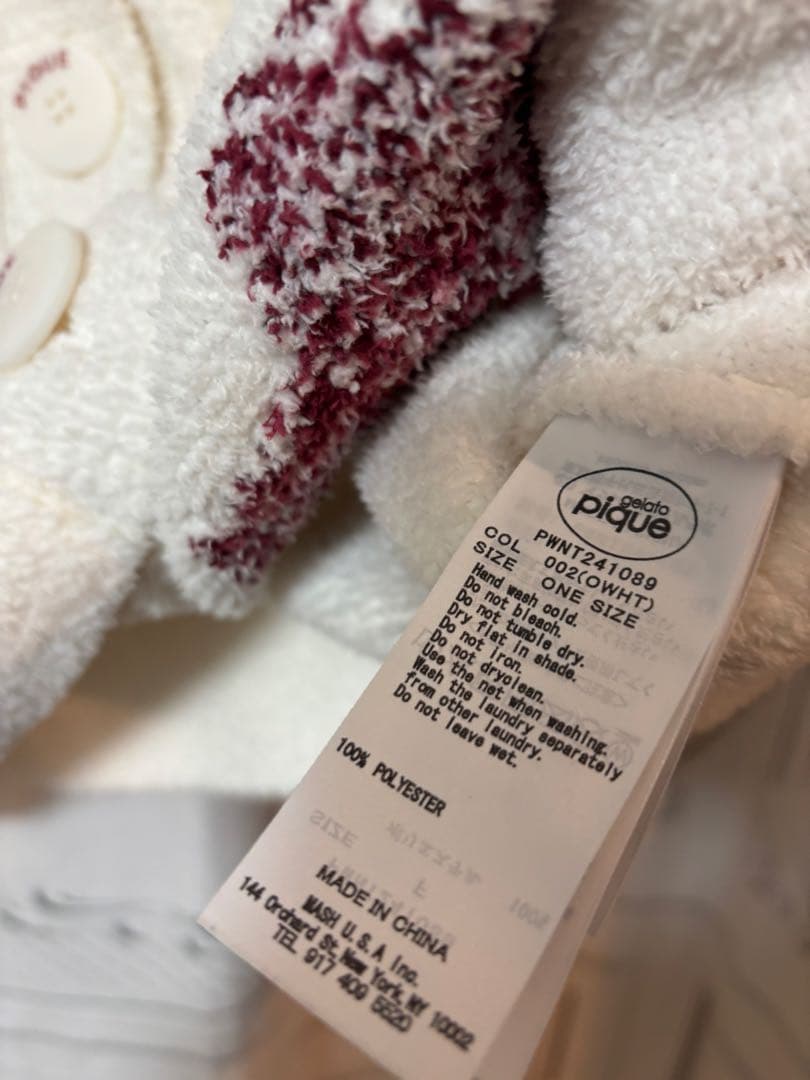 pique
gelato
pique
PWNT241089
COL 002(OWHT)
SIZE ONE SIZE
Hand wash cold.
Do not bleach.
Do not tumble dry.
Dry flat in shade.
Do not iron.
Do not dryclean.
Use the net when washing.
Wash the laundry separately
from other laundry.
Do not leave wet.
100% POLYESTER
MADE IN CHINA
MASH U.S.A Inc.
144 Orchard St, New York, NY 10002
TEL 917 409 5520